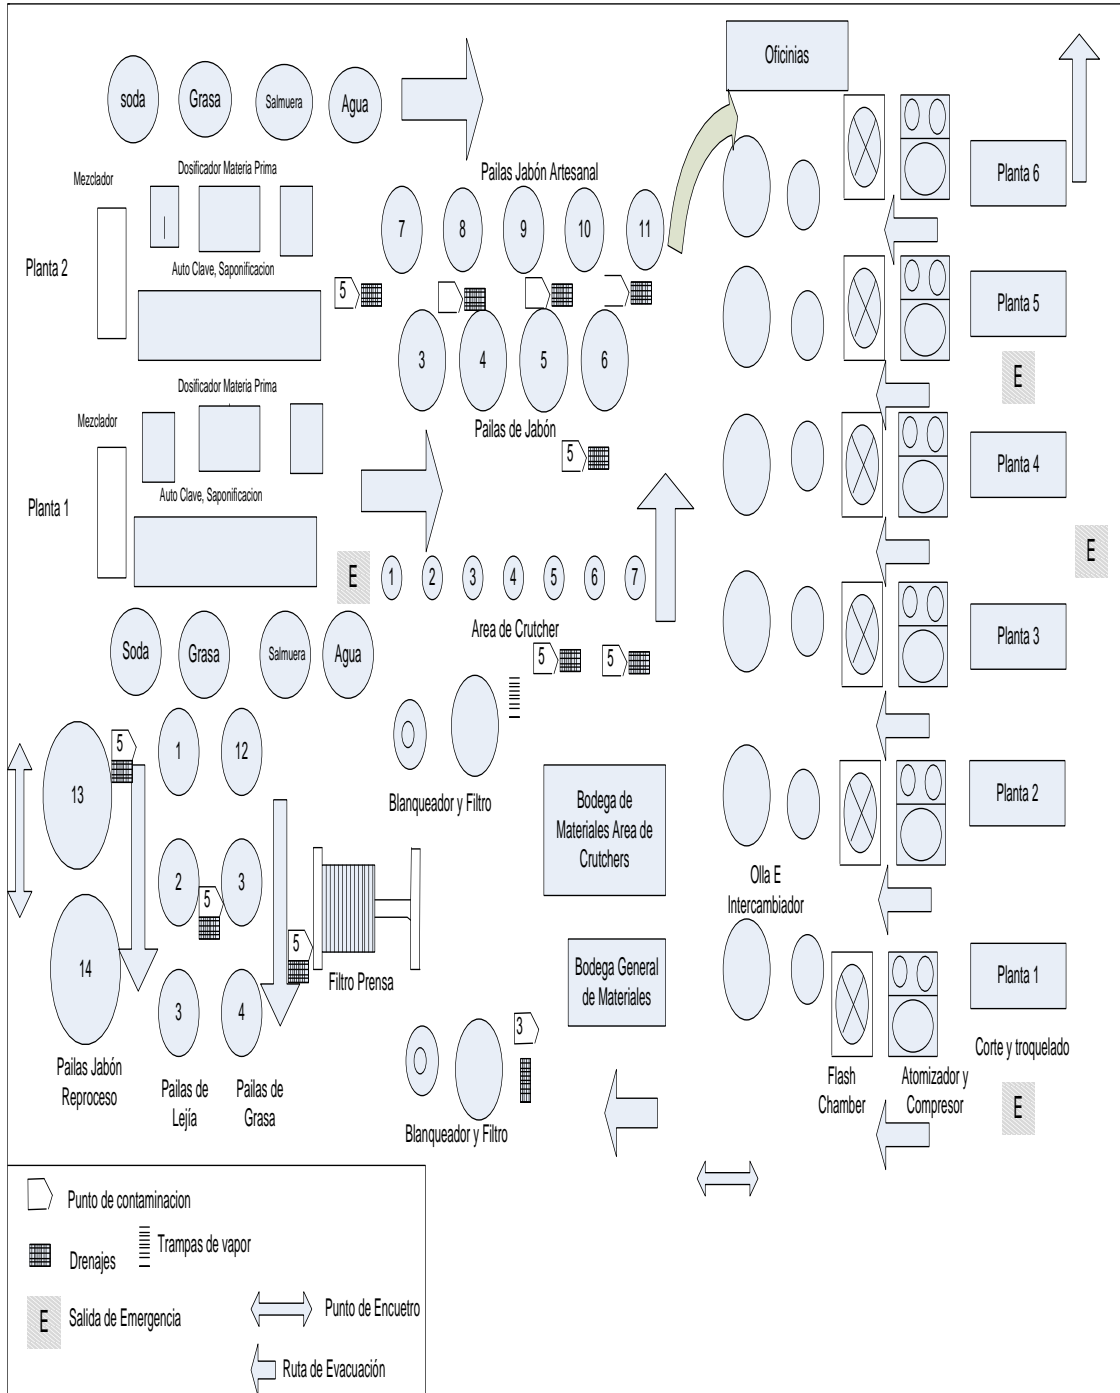 Oficinias
soda
Grasa
Salmuera
Agua
Mezclador
Dosificador Materia Prima
Planta 2
Auto Clave, Saponificacion
Pailas Jabón Artesanal
7
8
9
10
11
5
3
4
5
6
Pailas de Jabón
5
Planta 6
Planta 5
E
Planta 4
E
Planta 3
Planta 2
Planta 1
Corte y troquelado
E
Mezclador
Dosificador Materia Prima
Planta 1
Auto Clave, Saponificacion
E
1
2
3
4
5
6
7
Area de Crutcher
5
5
Soda
Grasa
Salmuera
Agua
13
5
1
12
14
2
5
3
5
3
4
Pailas Jabón
Reproceso
Pailas de
Lejía
Pailas de
Grasa
Blanqueador y Filtro
Filtro Prensa
3
Blanqueador y Filtro
Bodega de
Materiales Area de
Crutchers
Bodega General
de Materiales
Olla E
Intercambiador
Flash
Chamber
Atomizador y
Compresor
Punto de contaminacion
Drenajes
Trampas de vapor
E
Salida de Emergencia
Punto de Encuetro
Ruta de Evacuación